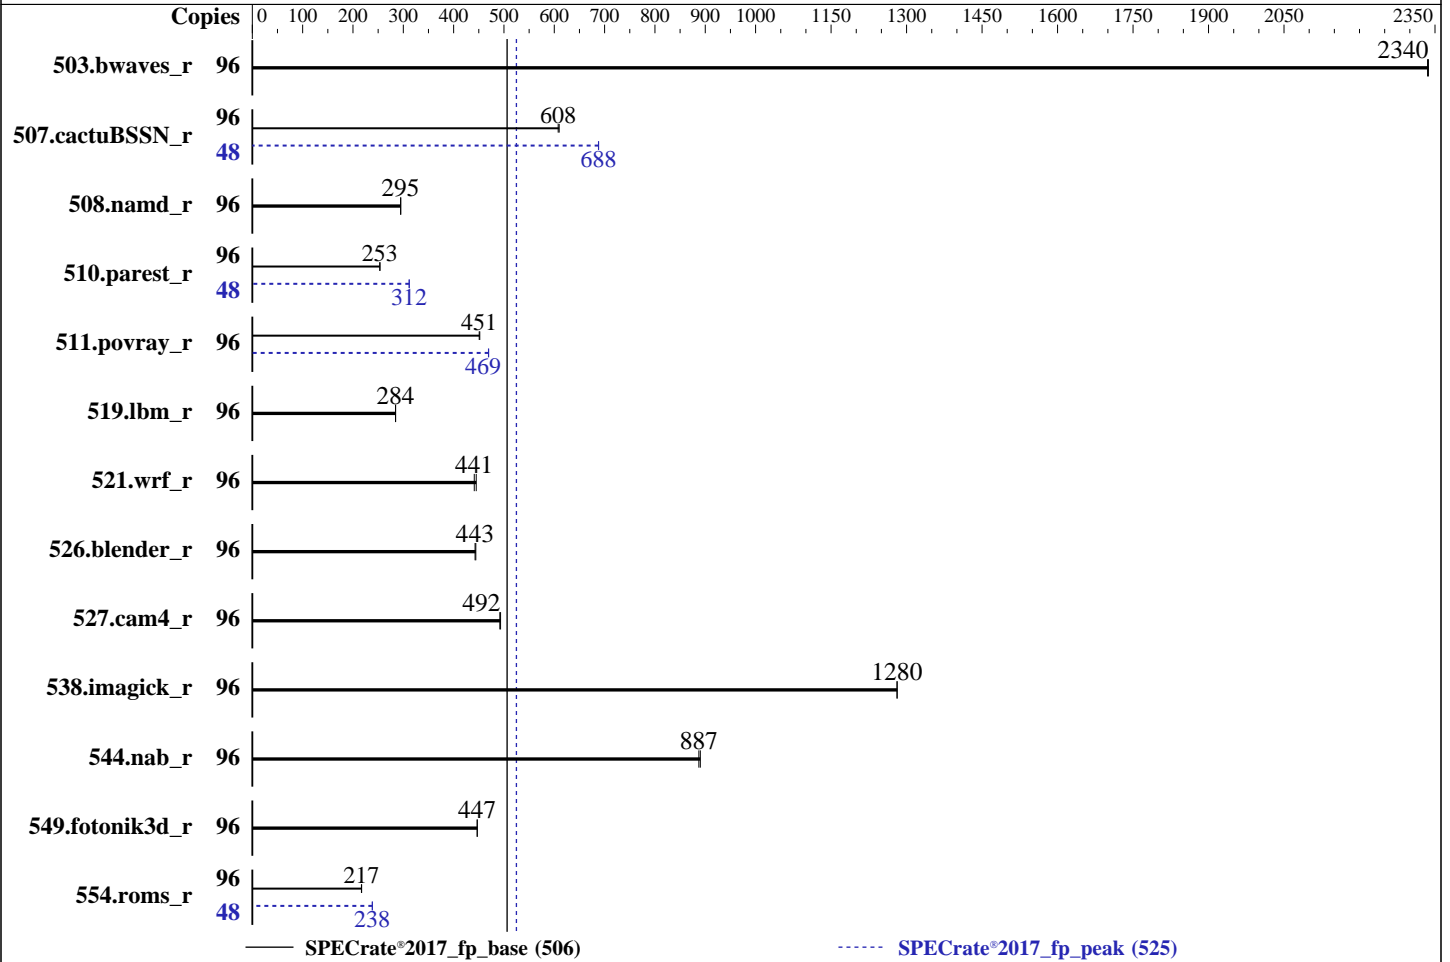 Copies 0 100 200 300 400 500 600 700 800 900 1000 1150 1300 1450 1600 1750 1900 2050 2350
503.bwaves_r 96 2340
507.cactuBSSN_r 96 608
48 688
508.namd_r 96 295
510.parest_r 96 253
48 312
511.povray_r 96 451
469
519.lbm_r 96 284
521.wrf_r 96 441
526.blender_r 96 443
527.cam4_r 96 492
538.imagick_r 96 1280
544.nab_r 96 887
549.fotonik3d_r 96 447
554.roms_r 96 217
48 238
SPECrate®2017_fp_base (506) SPECrate®2017_fp_peak (525)